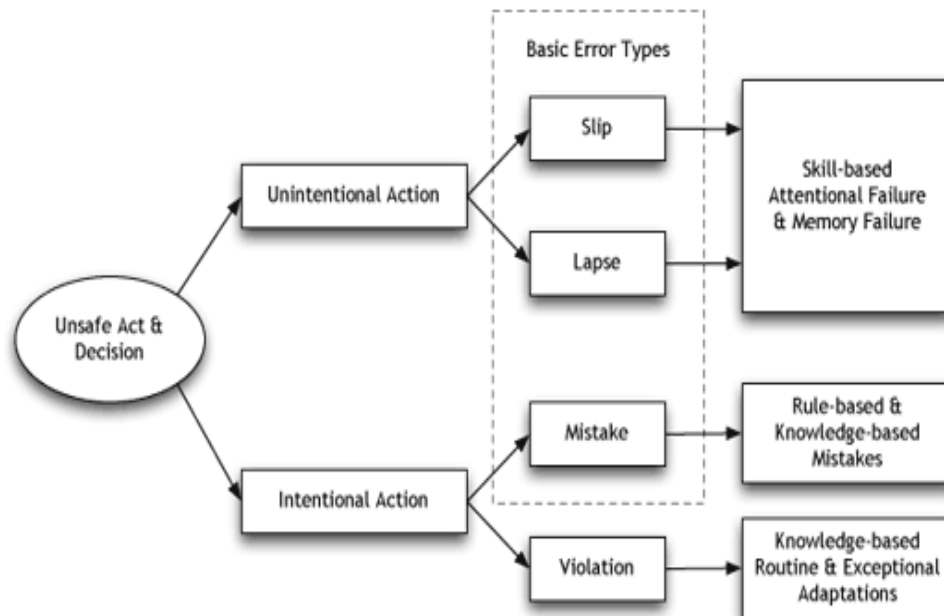 Basic Error Types
Slip
Unintentional Action
Skill-based
Attentional Failure
& Memory Failure
Lapse
Unsafe Act &
Decision
Mistake
Rule-based &
Knowledge-based
Mistakes
Intentional Action
Violation
Knowledge-based
Routine & Exceptional
Adaptations